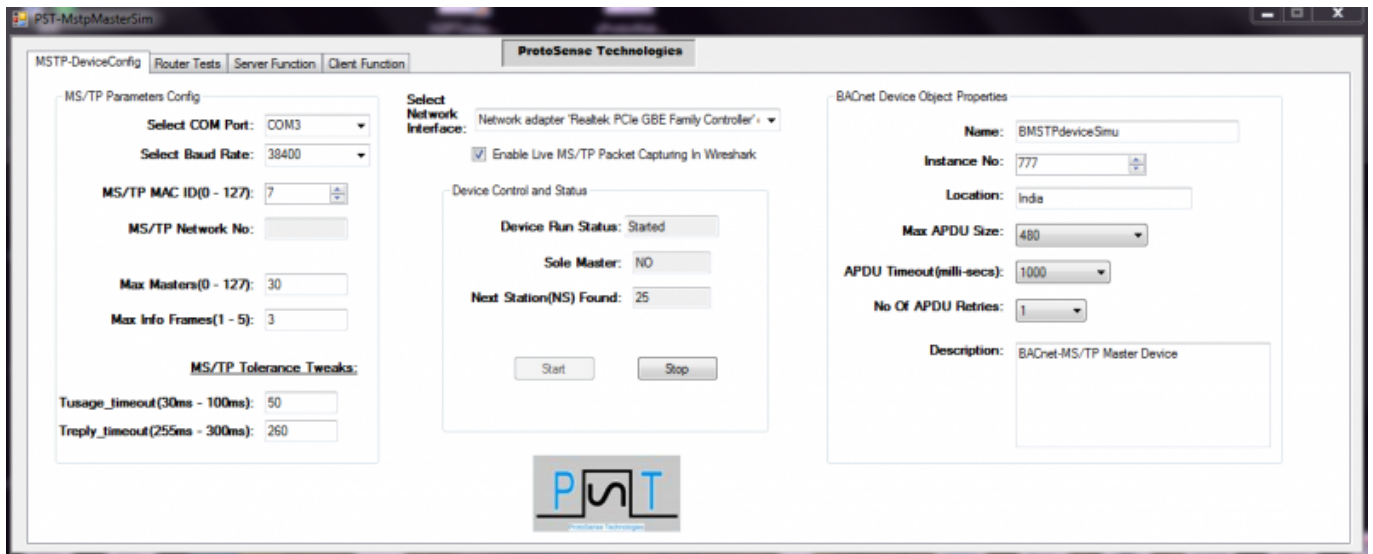 PST-MstpMasterSim
ProtoSense Technologies
MSTP-DeviceConfig Router Tests Server Function Client Function
MS/TP Parameters Config
Select COM Port: COM3
Select Baud Rate: 38400
MS/TP MAC ID(0 - 127): 7
MS/TP Network No:
Max Masters(0 - 127): 30
Max Info Frames(1 - 5): 3
MS/TP Tolerance Tweaks:
Tusage_timeout(30ms - 100ms): 50
Treply_timeout(255ms - 300ms): 260
Select
Network
Interface: Network adapter 'Realtek PCIe GBE Family Controller'
Enable Live MS/TP Packet Capturing In Wireshark
Device Control and Status
Device Run Status: Started
Sole Master: NO
Next Station(NS) Found: 25
Start Stop
PST
ProtoSense Technologies
BACnet Device Object Properties
Name: BMSTPdeviceSimu
Instance No: 777
Location: India
Max APDU Size: 480
APDU Timeout(milli-secs): 1000
No Of APDU Retries: 1
Description: BACnet-MS/TP Master Device